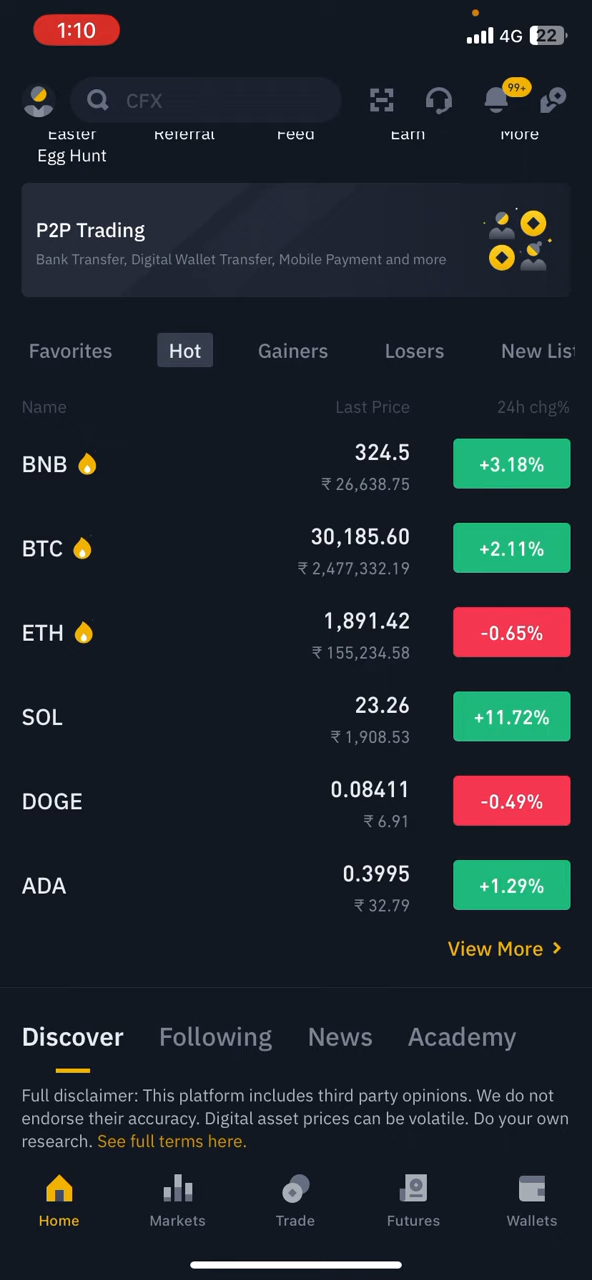 1:10
4G 22
CFX
99+
Easter Referral Feed Earn More
Egg Hunt
P2P Trading
Bank Transfer, Digital Wallet Transfer, Mobile Payment and more
Favorites Hot Gainers Losers New List
Name Last Price 24h chg%
BNB 324.5 +3.18%
₹ 26,638.75
BTC 30,185.60 +2.11%
₹ 2,477,332.19
ETH 1,891.42 -0.65%
₹ 155,234.58
SOL 23.26 +11.72%
₹ 1,908.53
DOGE 0.08411 -0.49%
₹ 6.91
ADA 0.3995 +1.29%
₹ 32.79
View More
Discover Following News Academy
Full disclaimer: This platform includes third party opinions. We do not
endorse their accuracy. Digital asset prices can be volatile. Do your own
research. See full terms here.
Home Markets Trade Futures Wallets